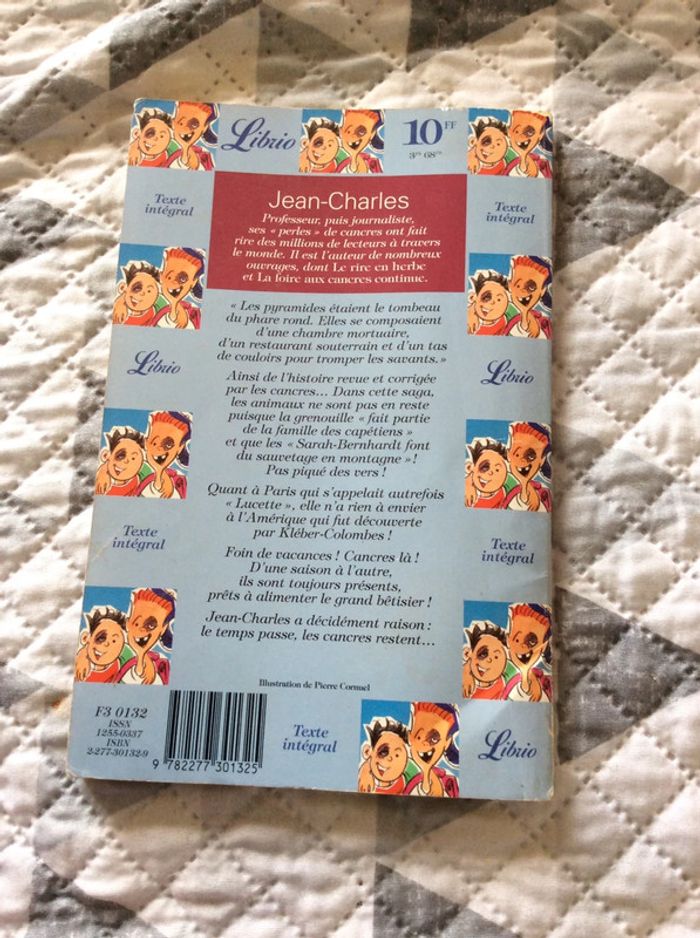 Librio
10FF
3ch 68cts
Jean-Charles
Professeur, puis journaliste,
ses « perles » de cancres ont fait
rire des millions de lecteurs à travers
le monde. Il est l'auteur de nombreux
ouvrages, dont Le rire en herbe
et La foire aux cancres continue.
Texte
intégral
Texte
intégral
« Les pyramides étaient le tombeau
du phare rond. Elles se composaient
d'une chambre mortuaire,
d'un restaurant souterrain et d'un tas
de couloirs pour tromper les savants. »
Librio
Librio
Ainsi de l'histoire revue et corrigée
par les cancres... Dans cette saga,
les animaux ne sont pas en reste
puisque la grenouille « fait partie
de la famille des capétiens »
et que les « Sarah-Bernhardt font
du sauvetage en montagne » !
Pas piqué des vers !
Quant à Paris qui s'appelait autrefois
« Lucette », elle n'a rien à envier
à l'Amérique qui fut découverte
par Kléber-Colombes !
Texte
intégral
Texte
intégral
Foin de vacances ! Cancres là !
D'une saison à l'autre,
ils sont toujours présents,
prêts à alimenter le grand bêtisier !
Jean-Charles a décidément raison :
le temps passe, les cancres restent...
Illustration de Pierre Cornuel
F3 0132
ISSN
1255-0337
ISBN
2-277-30132-9
9 782277 301325
Texte
intégral
Librio